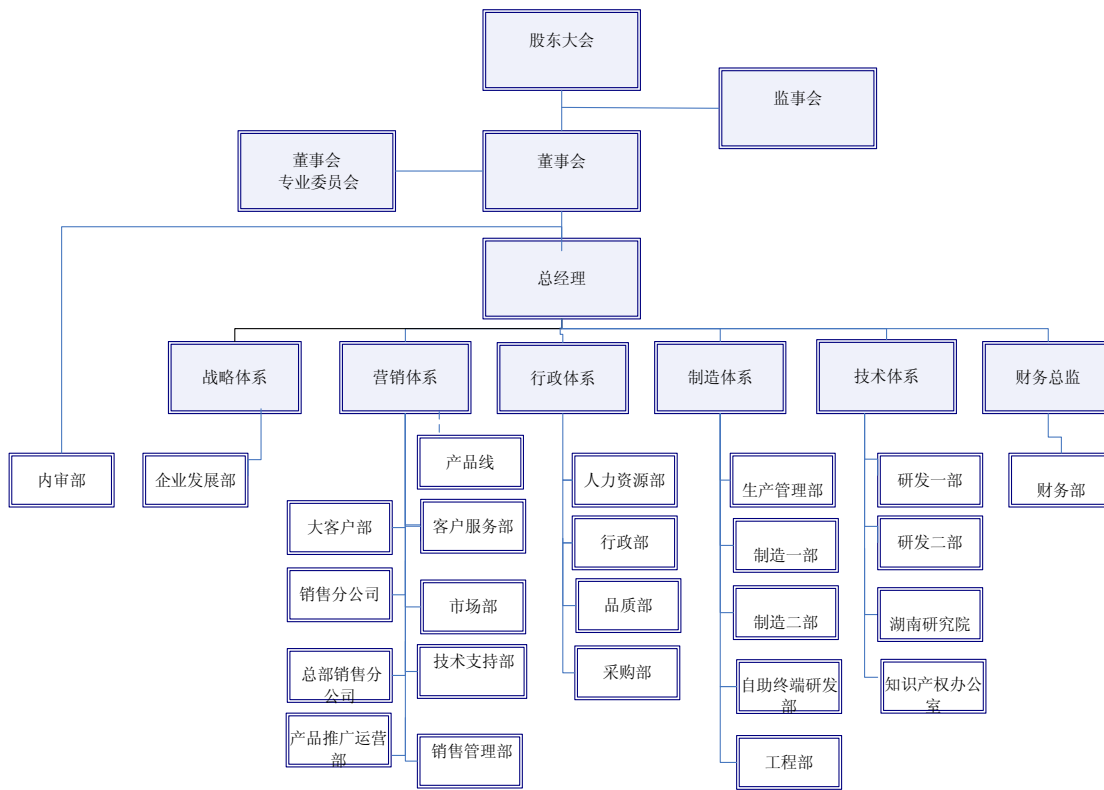 股东大会
监事会
董事会
专业委员会
董事会
总经理
战略体系
营销体系
行政体系
制造体系
技术体系
财务总监
内审部
企业发展部
产品线
人力资源部
生产管理部
研发一部
财务部
大客户部
客户服务部
行政部
制造一部
研发二部
销售分公司
市场部
品质部
制造二部
湖南研究院
总部销售分
公司
技术支持部
采购部
自助终端研发
部
知识产权办公
室
产品推广运营
部
销售管理部
工程部